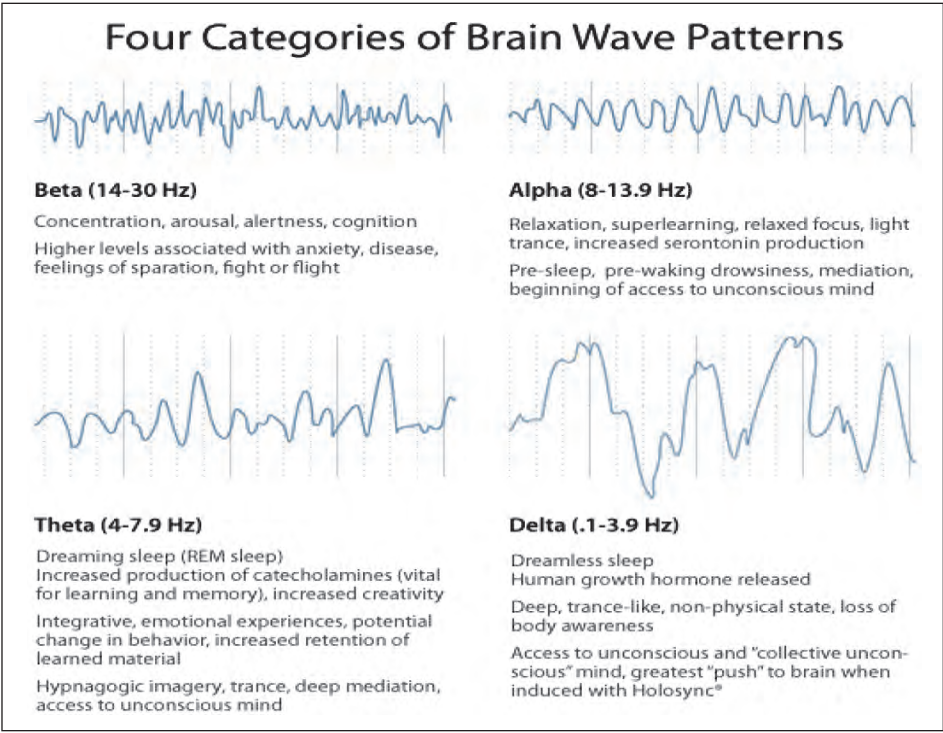 Four Categories of Brain Wave Patterns
Beta (14-30 Hz)
Concentration, arousal, alertness, cognition
Higher levels associated with anxiety, disease,
feelings of sparation, fight or flight
Alpha (8-13.9 Hz)
Relaxation, superlearning, relaxed focus, light
trance, increased serontonin production
Pre-sleep, pre-waking drowsiness, mediation,
beginning of access to unconscious mind
Theta (4-7.9 Hz)
Dreaming sleep (REM sleep)
Increased production of catecholamines (vital
for learning and memory), increased creativity
Integrative, emotional experiences, potential
change in behavior, increased retention of
learned material
Hypnagogic imagery, trance, deep mediation,
access to unconscious mind
Delta (.1-3.9 Hz)
Dreamless sleep
Human growth hormone released
Deep, trance-like, non-physical state, loss of
body awareness
Access to unconscious and "collective uncon-
scious" mind, greatest "push" to brain when
induced with Holosync®